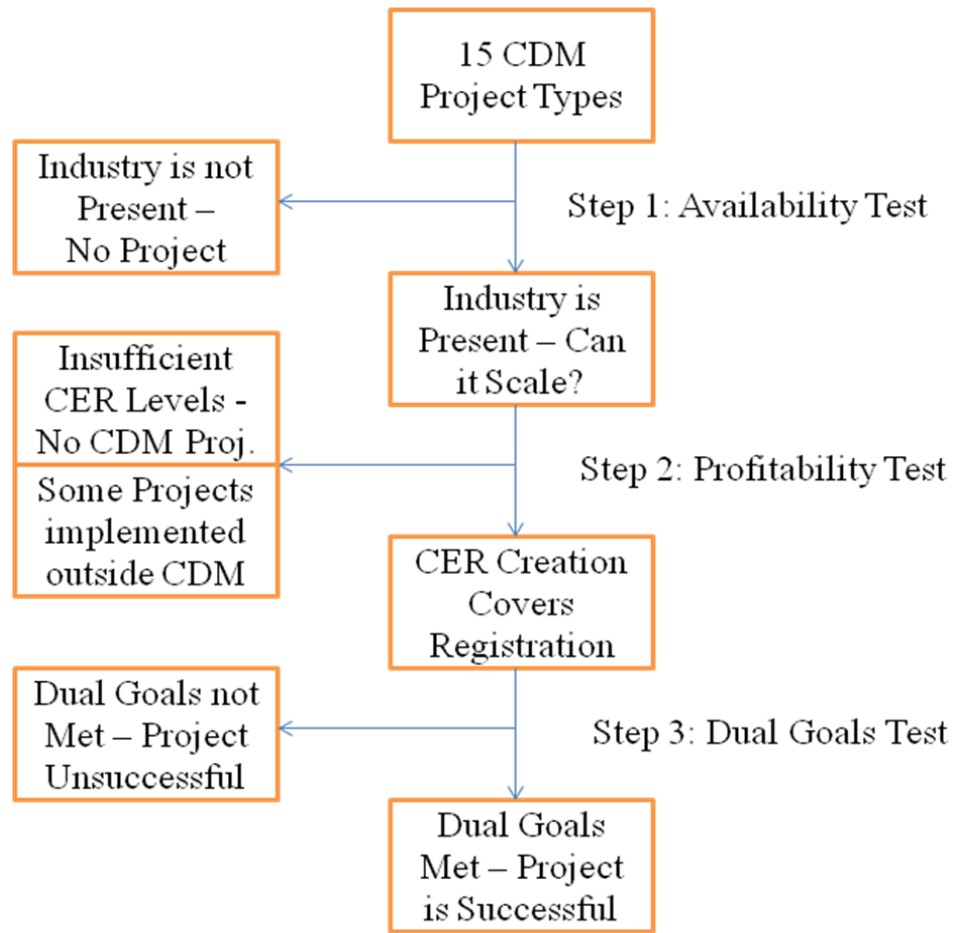 15 CDM
Project Types
Industry is not
Present –
No Project
Step 1: Availability Test
Industry is
Present – Can
it Scale?
Insufficient
CER Levels -
No CDM Proj.
Some Projects
implemented
outside CDM
Step 2: Profitability Test
CER Creation
Covers
Registration
Dual Goals not
Met – Project
Unsuccessful
Step 3: Dual Goals Test
Dual Goals
Met – Project
is Successful